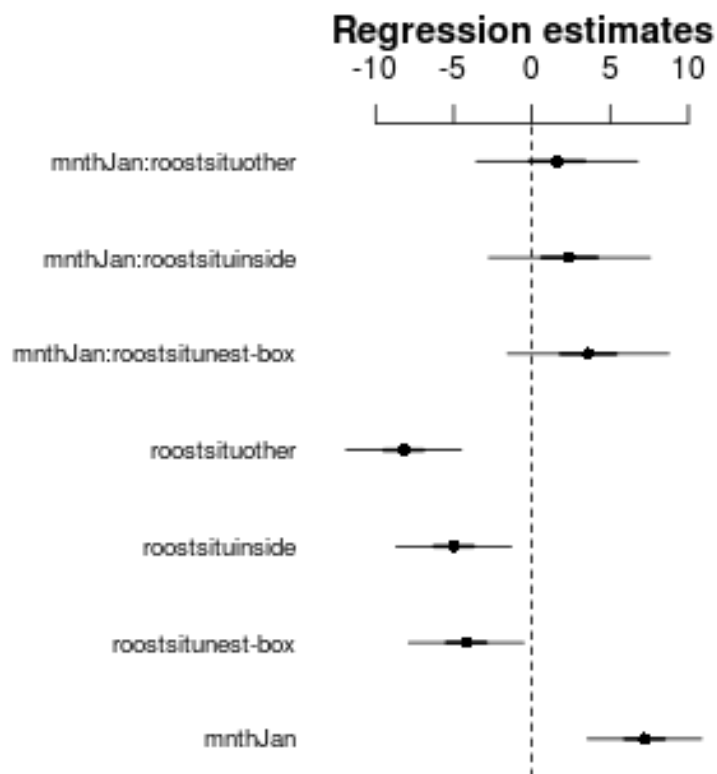 Regression estimates
-10 -5 0 5 10
mnthJan:roostsituother
mnthJan:roostsituinside
mnthJan:roostsitunest-box
roostsituother
roostsituinside
roostsitunest-box
mnthJan